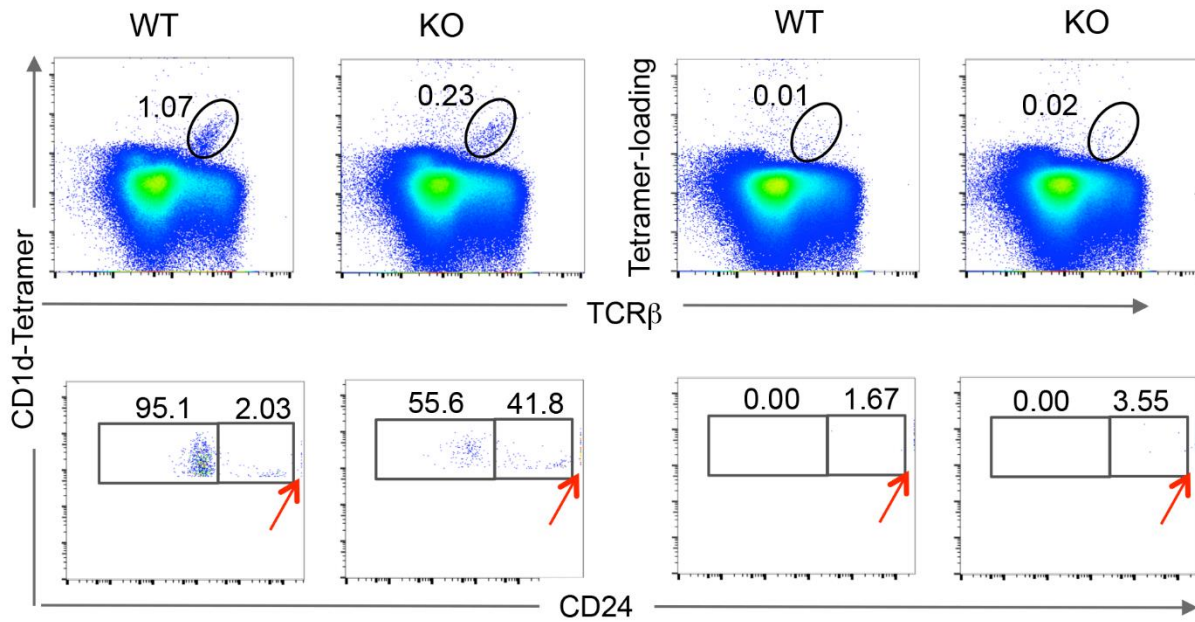 WT KO WT KO
1.07 0.23 0.01 0.02
CD1d-Tetramer
Tetramer-loading
TCRβ
95.1 2.03 55.6 41.8 0.00 1.67 0.00 3.55
CD24